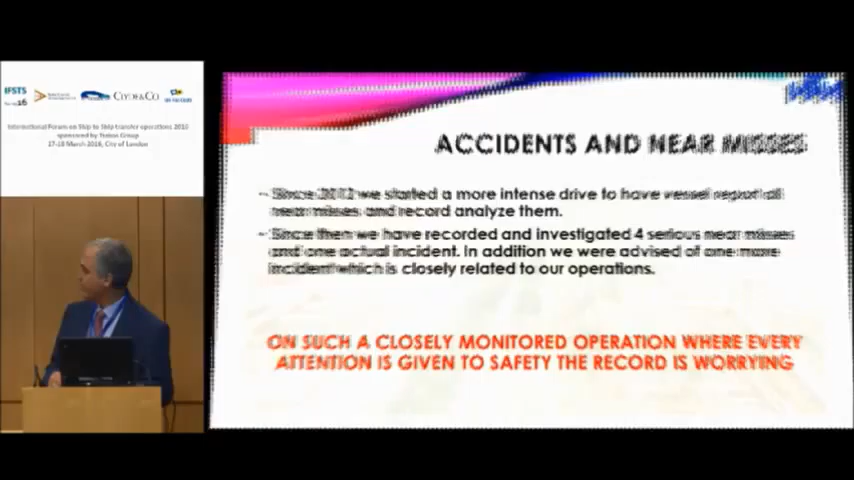 IFSTS
16
CLYDE&CO
International Forum on Ship to Ship transfer operations 2016
sponsored by Yumos Group
17-18 March 2016, City of London
ACCIDENTS AND NEAR MISSES
- Since 2012 we started a more intense drive to have vessel report all
near misses and record analyze them.
- Since then we have recorded and investigated 4 serious near misses
and one actual incident. In addition we were advised of one more
incident which is closely related to our operations.
ON SUCH A CLOSELY MONITORED OPERATION WHERE EVERY
ATTENTION IS GIVEN TO SAFETY THE RECORD IS WORRYING